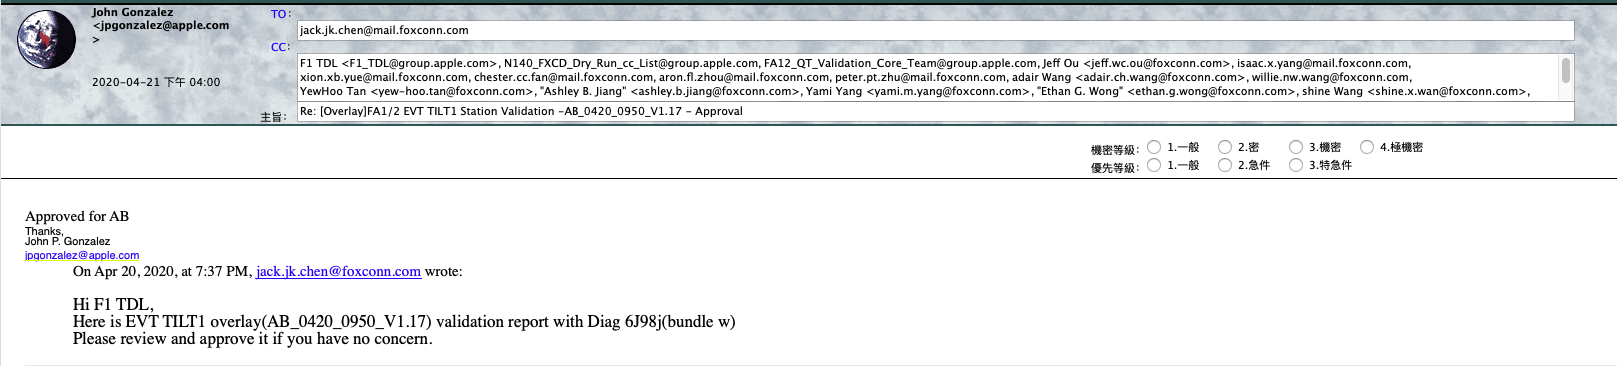 John Gonzalez
<jpgonzalez@apple.com
>
2020-04-21 下午 04:00
TO:
jack.jk.chen@mail.foxconn.com
CC:
F1 TDL <F1_TDL@group.apple.com>, N140_FXCD_Dry_Run_cc_List@group.apple.com, FA12_QT_Validation_Core_Team@group.apple.com, Jeff Ou <jeff.wc.ou@foxconn.com>, isaac.x.yang@mail.foxconn.com,
xion.xb.yue@mail.foxconn.com, chester.cc.fan@mail.foxconn.com, aron.fl.zhou@mail.foxconn.com, peter.pt.zhu@mail.foxconn.com, adair Wang <adair.ch.wang@foxconn.com>, willie.nw.wang@foxconn.com,
YewHoo Tan <yew-hoo.tan@foxconn.com>, "Ashley B. Jiang" <ashley.b.jiang@foxconn.com>, Yami Yang <yami.m.yang@foxconn.com>, "Ethan G. Wong" <ethan.g.wong@foxconn.com>, shine Wang <shine.x.wan@foxconn.com>,
主旨: Re: [Overlay]FA1/2 EVT TILT1 Station Validation -AB_0420_0950_V1.17 - Approval
機密等級: 1.一般 2.密 3.機密 4.極機密
優先等級: 1.一般 2.急件 3.特急件
Approved for AB
Thanks,
John P. Gonzalez
jpgonzalez@apple.com
On Apr 20, 2020, at 7:37 PM, jack.jk.chen@foxconn.com wrote:
Hi F1 TDL,
Here is EVT TILT1 overlay(AB_0420_0950_V1.17) validation report with Diag 6J98j(bundle w)
Please review and approve it if you have no concern.